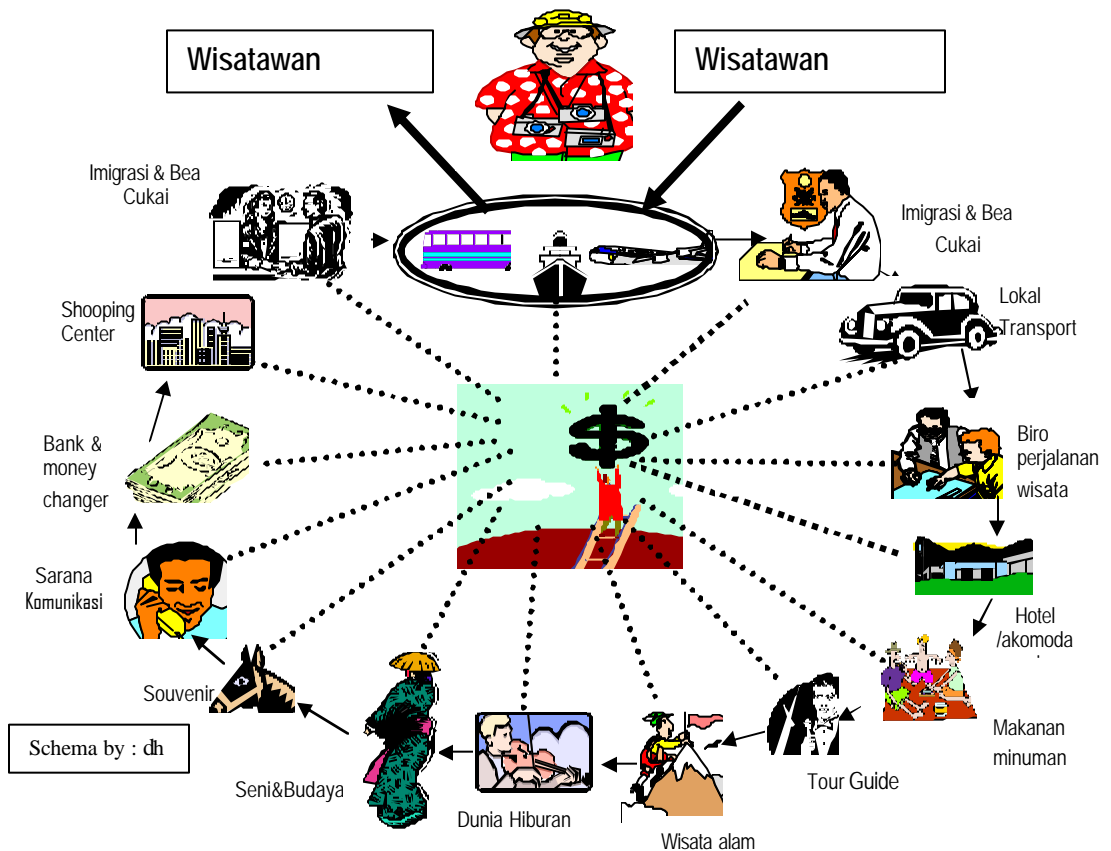 Wisatawan
Wisatawan
Imigrasi & Bea
Cukai
Imigrasi & Bea
Cukai
Shooping
Center
Lokal
Transport
Bank &
money
changer
Biro
perjalanan
wisata
Sarana
Komunikasi
Hotel
/akomoda
Souvenir
Makanan
minuman
Schema by : dh
Seni&Budaya
Dunia Hiburan
Wisata alam
Tour Guide
$